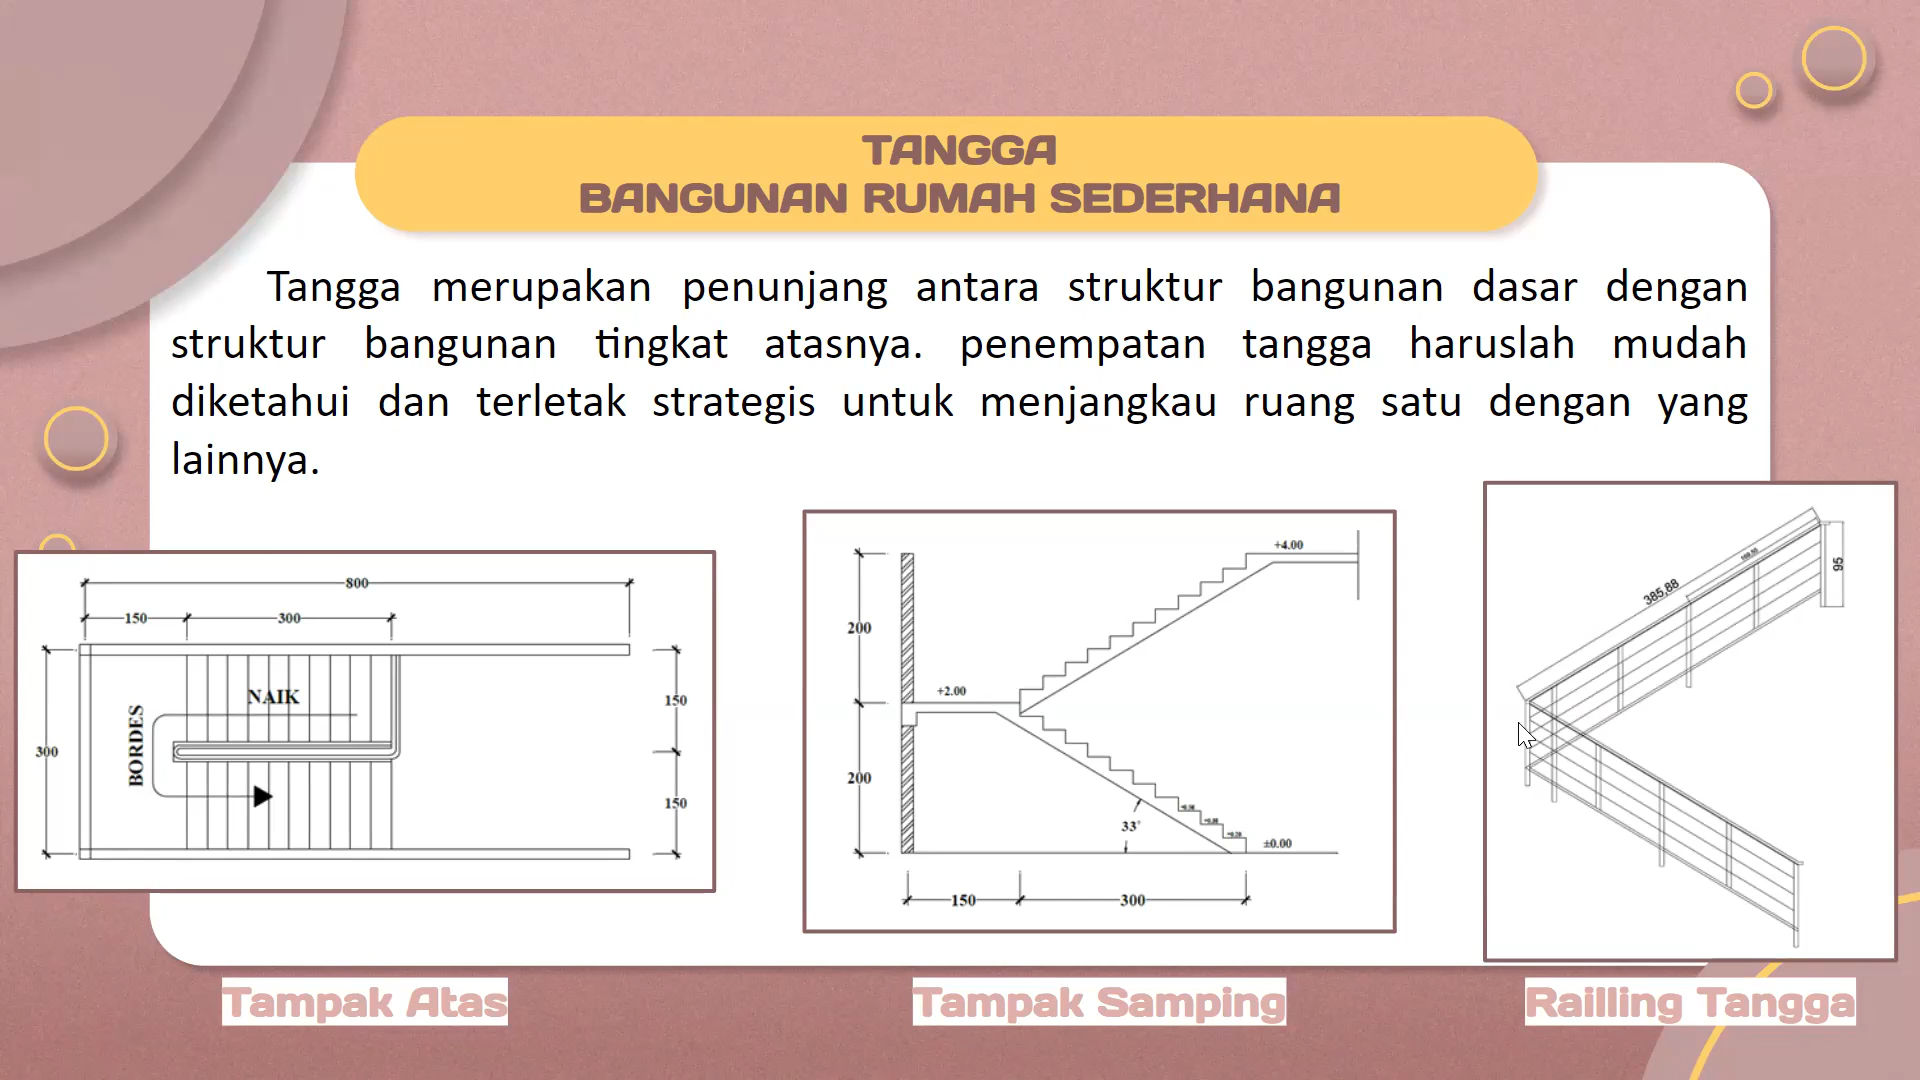 TANGGA
BANGUNAN RUMAH SEDERHANA
Tangga merupakan penunjang antara struktur bangunan dasar dengan
struktur bangunan tingkat atasnya. penempatan tangga haruslah mudah
diketahui dan terletak strategis untuk menjangkau ruang satu dengan yang
lainnya.
800
150
300
NAIK
BORDES
300
150
150
+4.00
200
+2.00
200
33°
±0.00
150
300
385,88
95
Tampak Atas
Tampak Samping
Railling Tangga